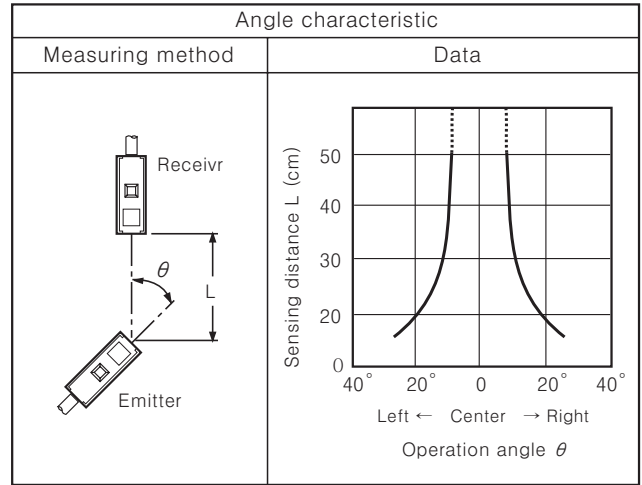 Angle characteristic
Measuring method
Data
Receivr
θ
L
Emitter
Sensing distance L (cm)
50
40
30
20
0
40° 20° 0 20° 40°
Left ← Center → Right
Operation angle θ